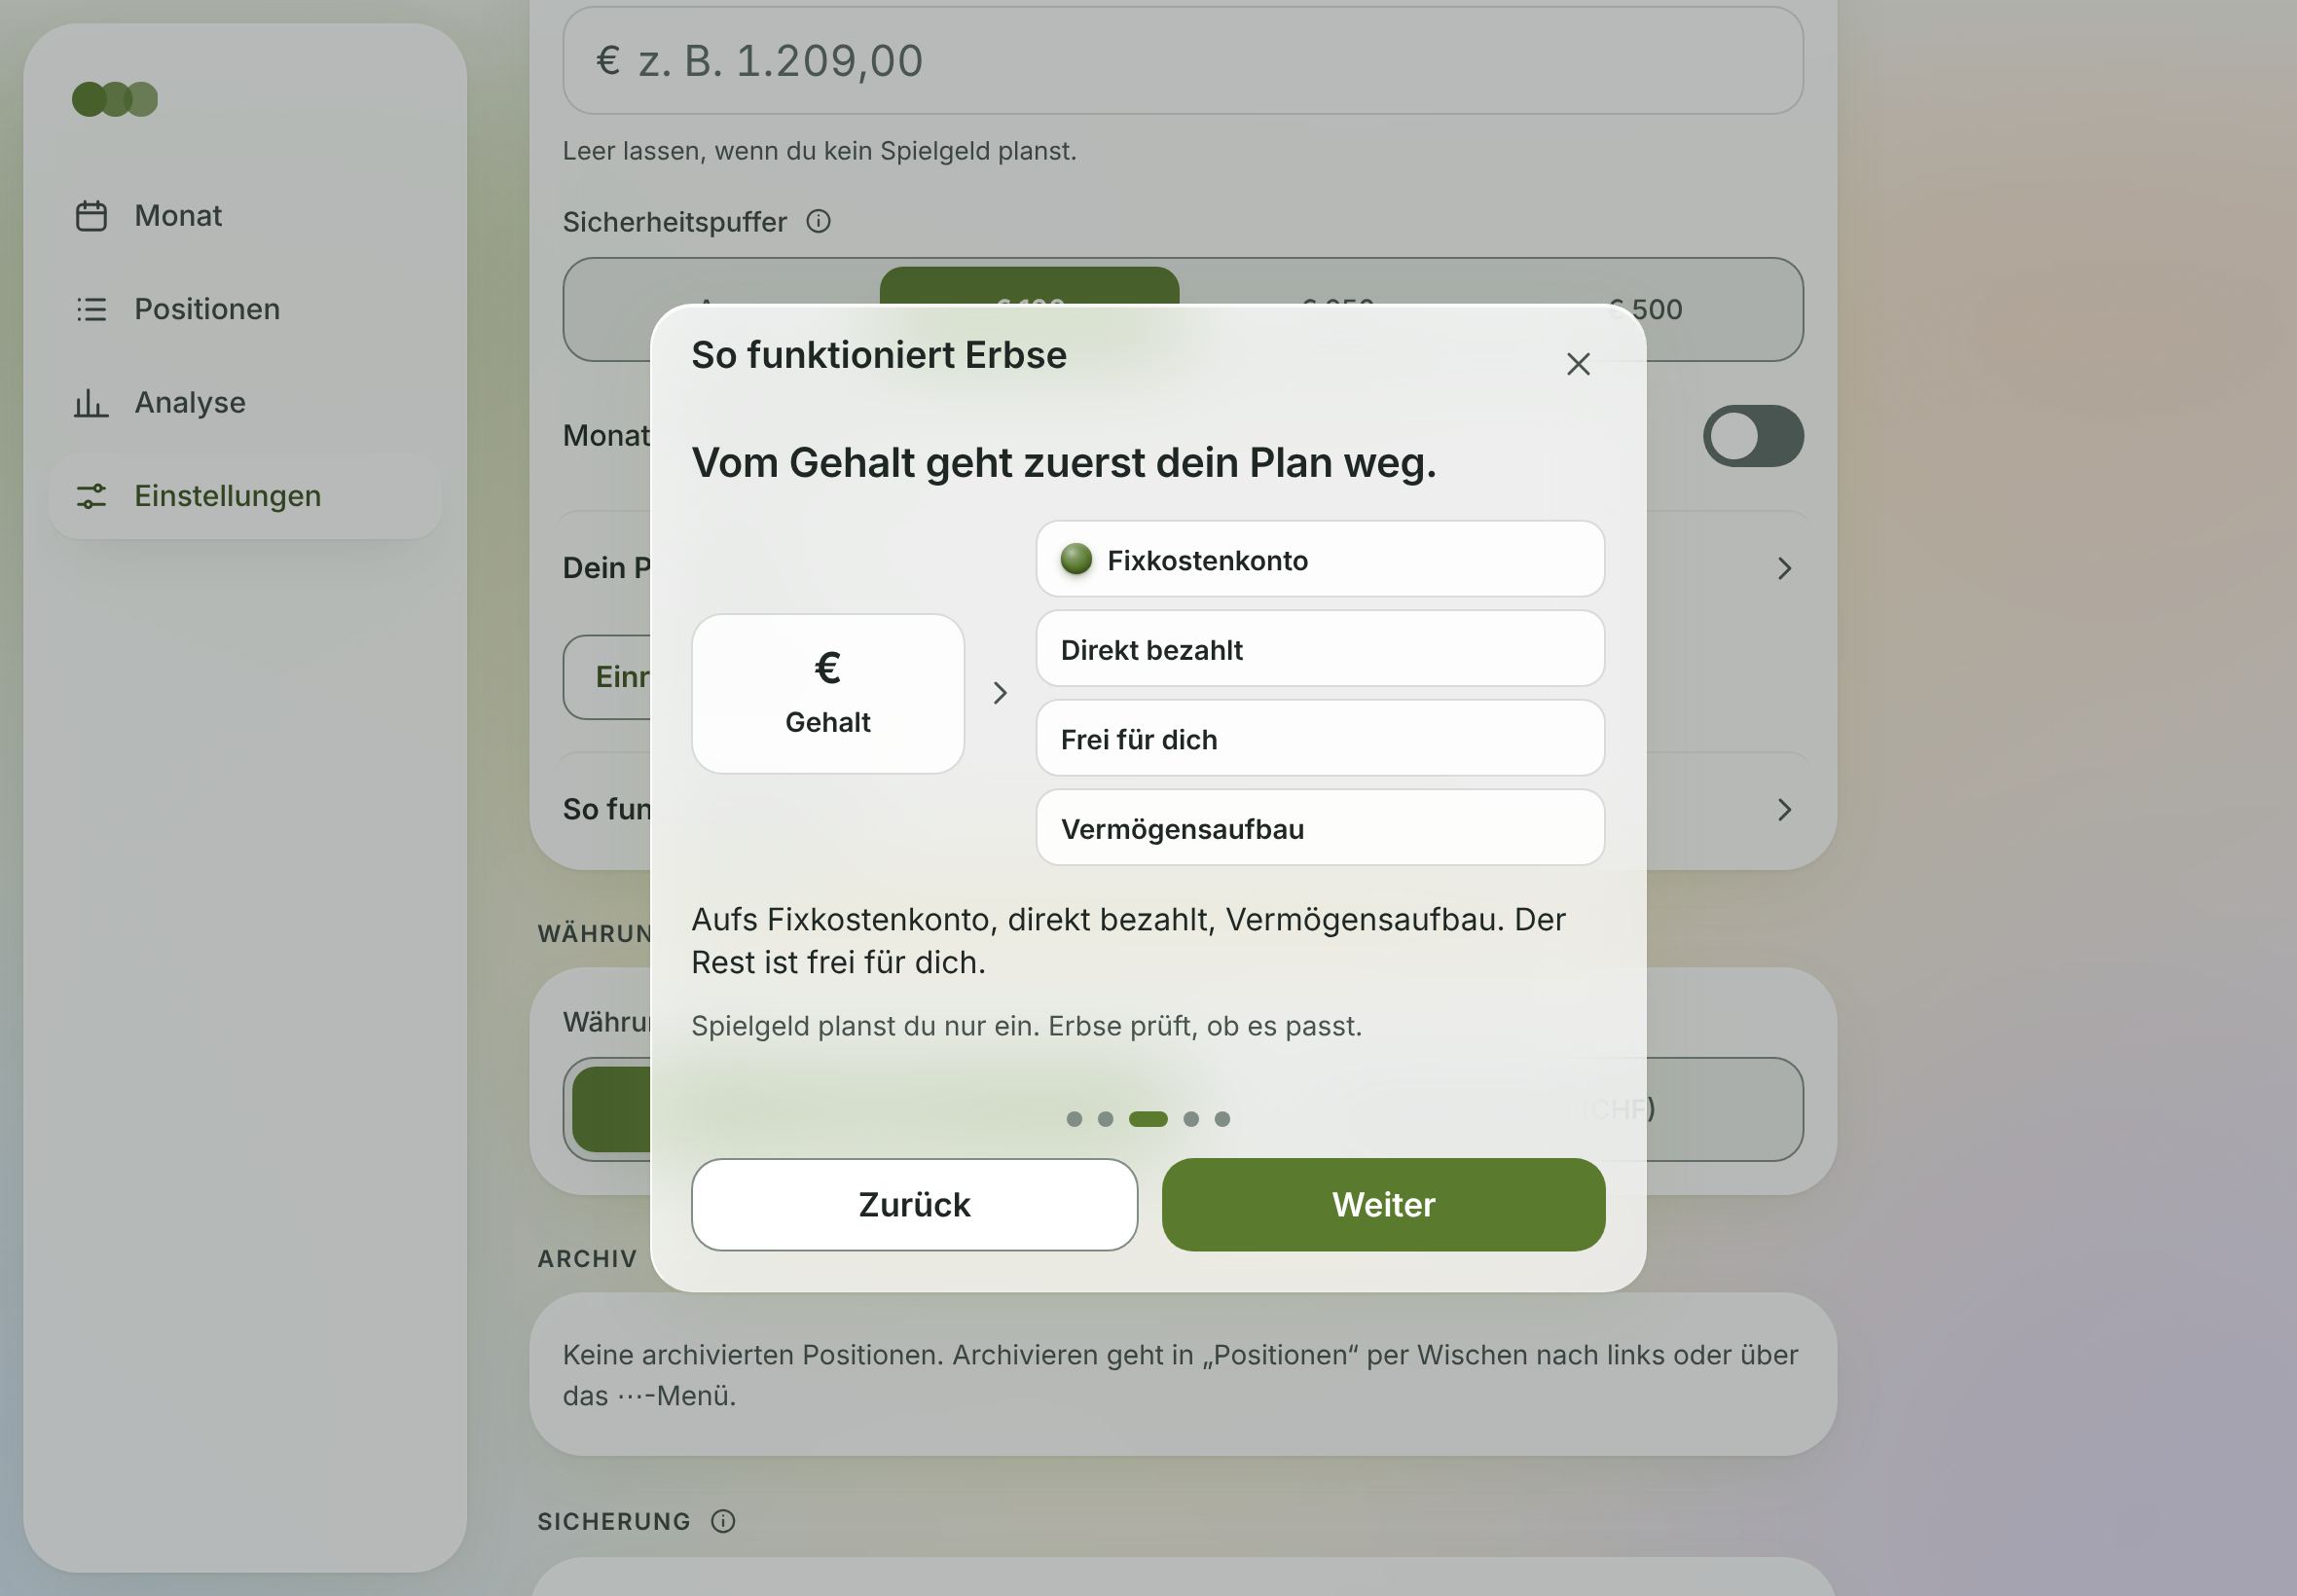 € z. B. 1.209,00
Leer lassen, wenn du kein Spielgeld planst.
Monat
Sicherheitspuffer
Positionen
500
So funktioniert Erbse
Analyse
Monat
Vom Gehalt geht zuerst dein Plan weg.
Einstellungen
Dein P
Fixkostenkonto
Direkt bezahlt
Einr
€
Gehalt
Frei für dich
So fun
Vermögensaufbau
Aufs Fixkostenkonto, direkt bezahlt, Vermögensaufbau. Der
Rest ist frei für dich.
WÄHRUN
Währu
Spielgeld planst du nur ein. Erbse prüft, ob es passt.
CHF)
Zurück
Weiter
ARCHIV
Keine archivierten Positionen. Archivieren geht in „Positionen“ per Wischen nach links oder über
das ···-Menü.
SICHERUNG